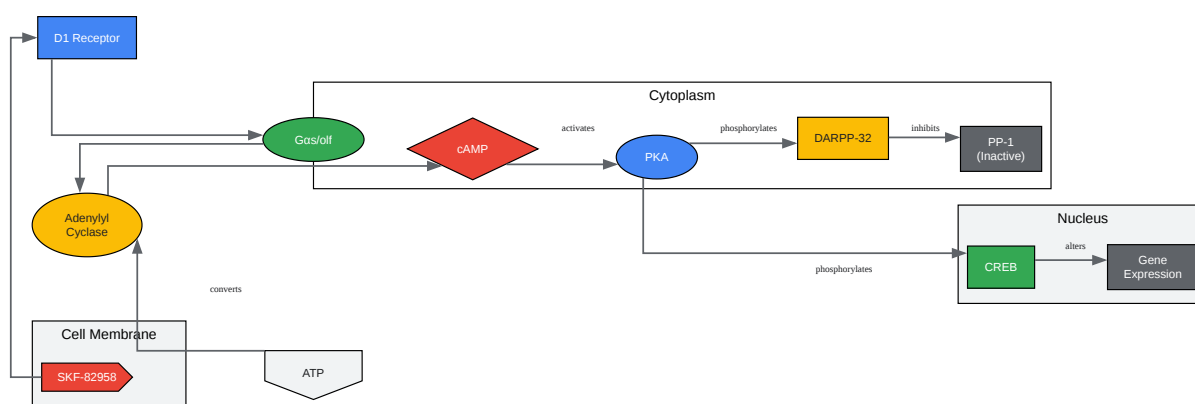 D1 Receptor
Cytoplasm
Gαs/olf
cAMP
activates
PKA
phosphorylates
DARPP-32
inhibits
PP-1
(Inactive)
Adenylyl
Cyclase
Nucleus
CREB
alters
Gene
Expression
phosphorylates
converts
Cell Membrane
SKF-82958
ATP